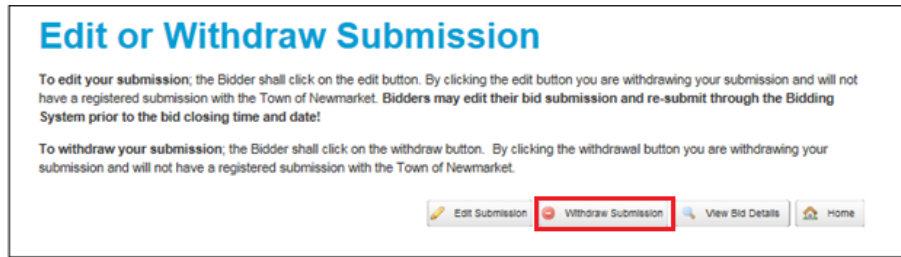 Edit or Withdraw Submission
To edit your submission; the Bidder shall click on the edit button. By clicking the edit button you are withdrawing your submission and will not
have a registered submission with the Town of Newmarket. Bidders may edit their bid submission and re-submit through the Bidding
System prior to the bid closing time and date!
To withdraw your submission; the Bidder shall click on the withdraw button. By clicking the withdrawal button you are withdrawing your
submission and will not have a registered submission with the Town of Newmarket.
Edit Submission Withdraw Submission View Bid Details Home